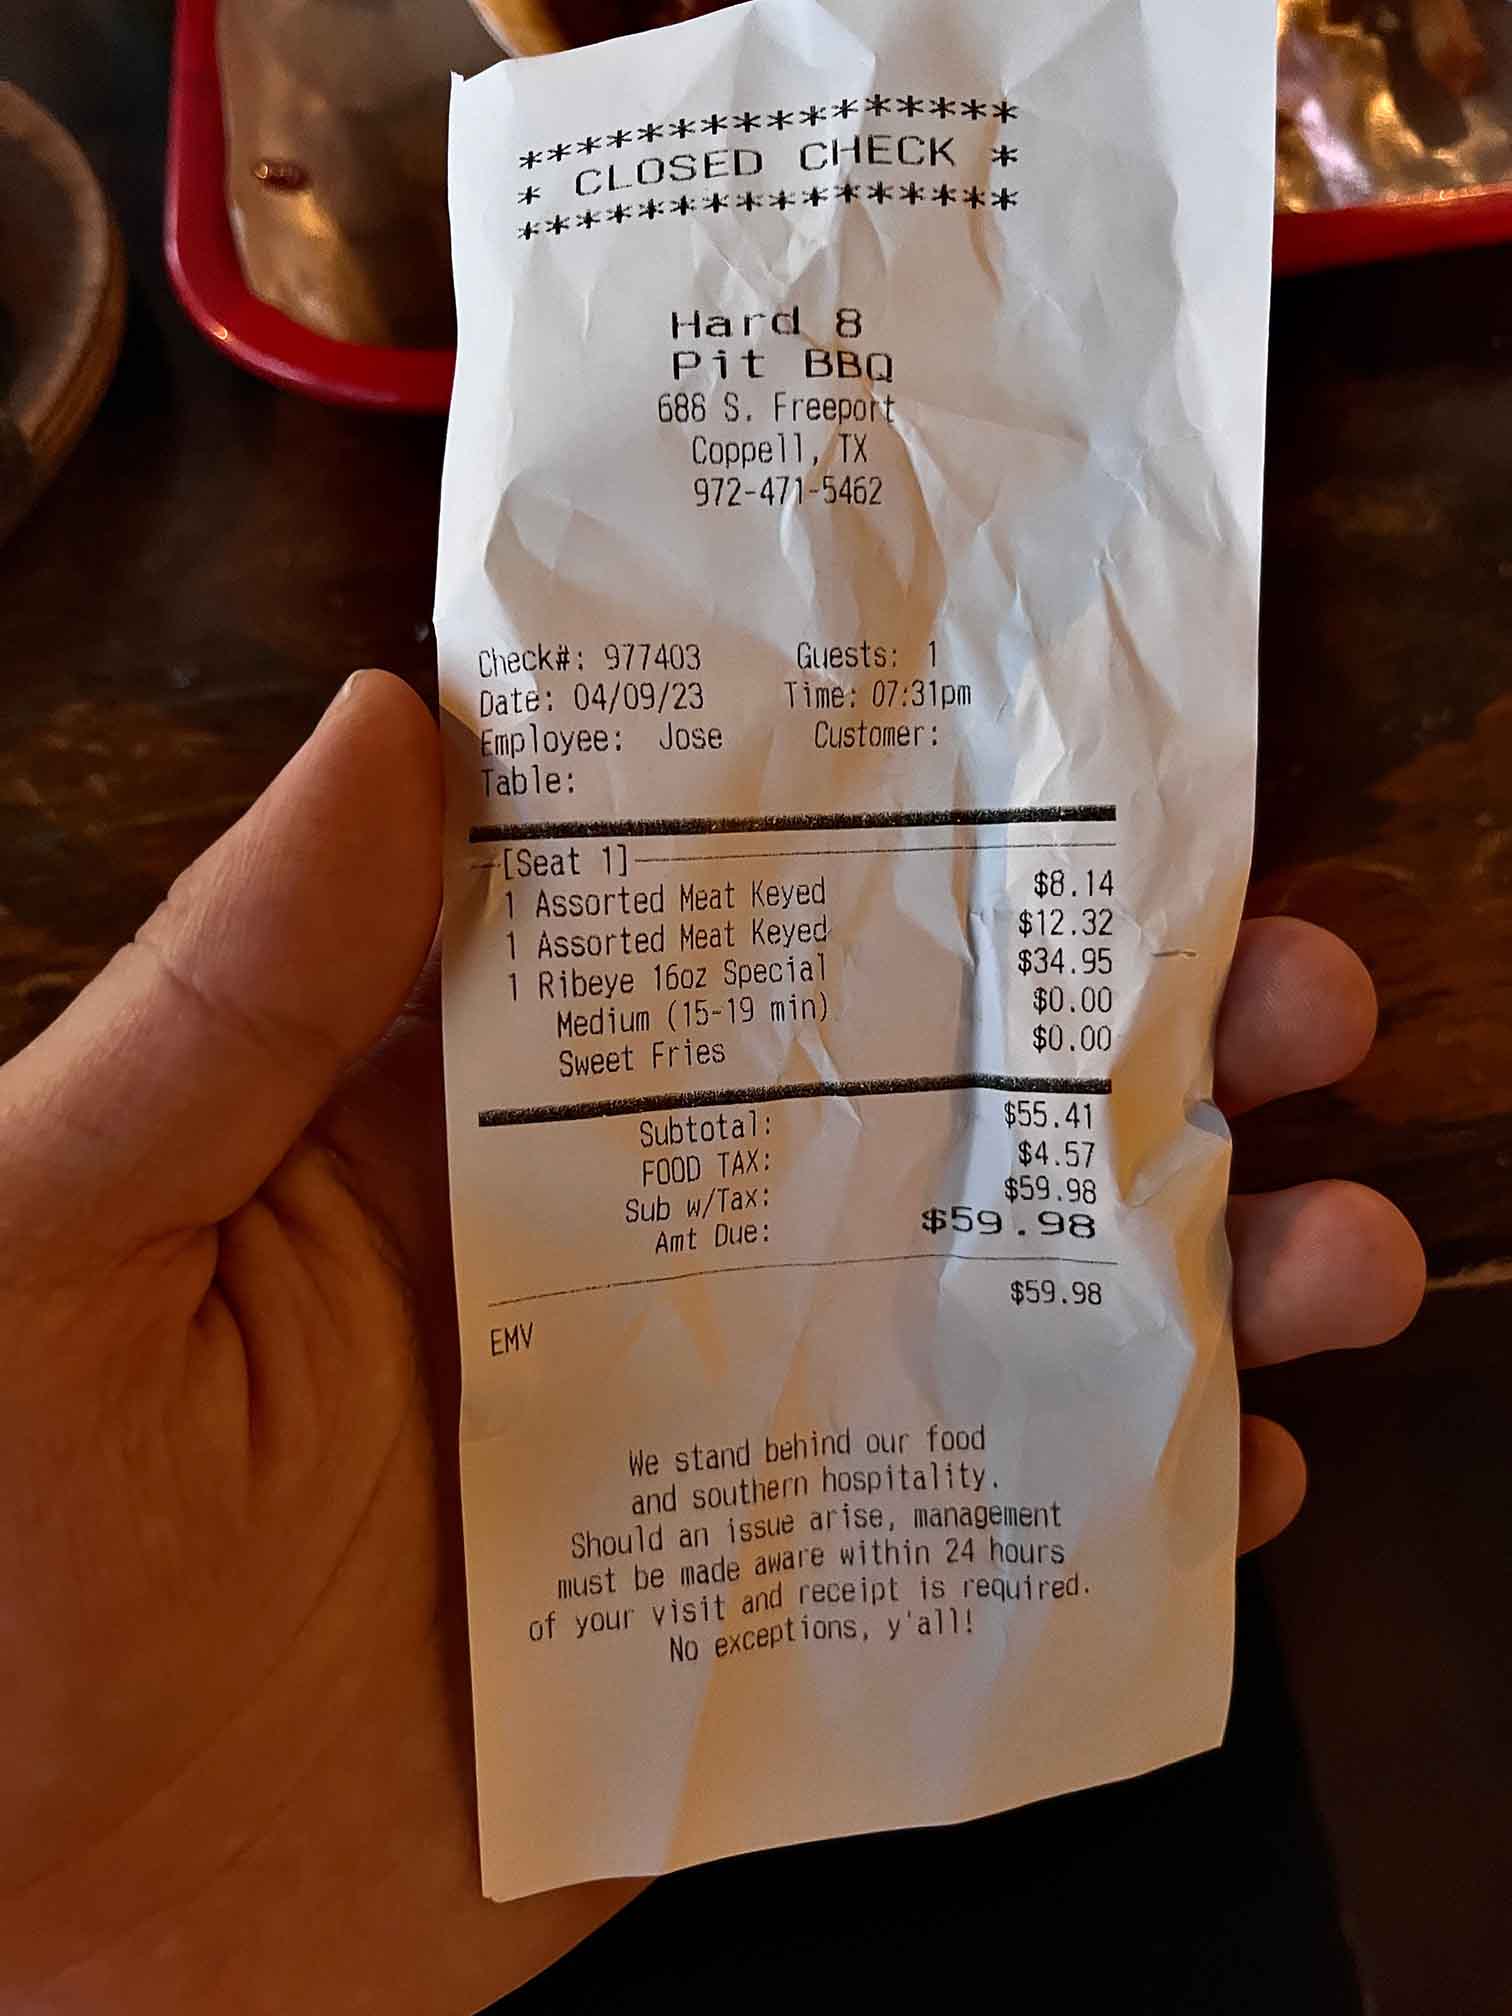 ****************
* CLOSED CHECK *
****************
Hard 8
Pit BBQ
688 S. Freeport
Coppell, TX
972-471-5462
Check#: 977403 Guests: 1
Date: 04/09/23 Time: 07:31pm
Employee: Jose Customer:
Table:
[Seat 1]
1 Assorted Meat Keyed $8.14
1 Assorted Meat Keyed $12.32
1 Ribeye 16oz Special $34.95
Medium (15-19 min) $0.00
Sweet Fries $0.00
Subtotal: $55.41
FOOD TAX: $4.57
Sub w/Tax: $59.98
Amt Due: $59.98
EMV $59.98
We stand behind our food
and southern hospitality.
Should an issue arise, management
must be made aware within 24 hours
of your visit and receipt is required.
No exceptions, y'all!